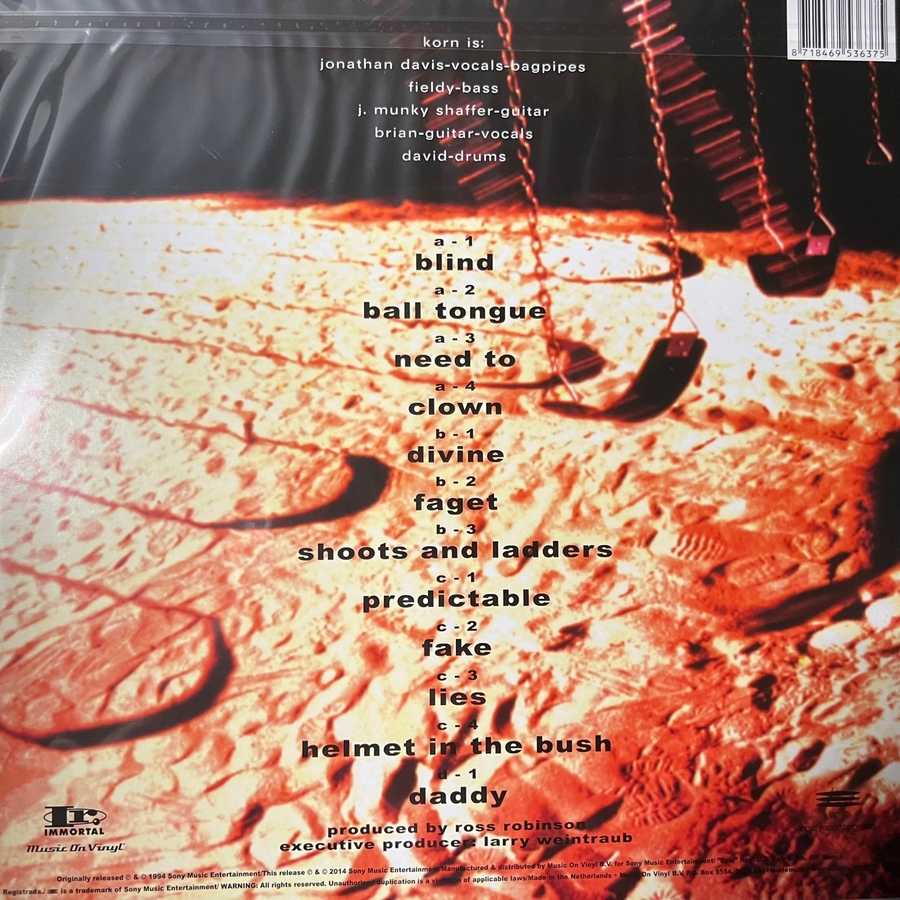 8 718469 536375
korn is:
jonathan davis-vocals-bagpipes
fieldy-bass
j. munky shaffer-guitar
brian-guitar-vocals
david-drums
a - 1
blind
a - 2
ball tongue
a - 3
need to
a - 4
clown
b - 1
divine
b - 2
faget
b - 3
shoots and ladders
c - 1
predictable
c - 2
fake
c - 3
lies
c - 4
helmet in the bush
d - 1
daddy
produced by ross robinson
executive producer: larry weintraub
IMMORTAL
Music On Vinyl
Originally released ℗ & © 1994 Sony Music Entertainment/This release ℗ & © 2014 Sony Music Entertainment Manufactured & distributed by Music On Vinyl B.V. for Sony Music Entertainment/ "Epic"
is a trademark of Sony Music Entertainment/ WARNING: All rights reserved. Unauthorized duplication is a violation of applicable laws/Made in the Netherlands • Music On Vinyl B.V. P.O. Box